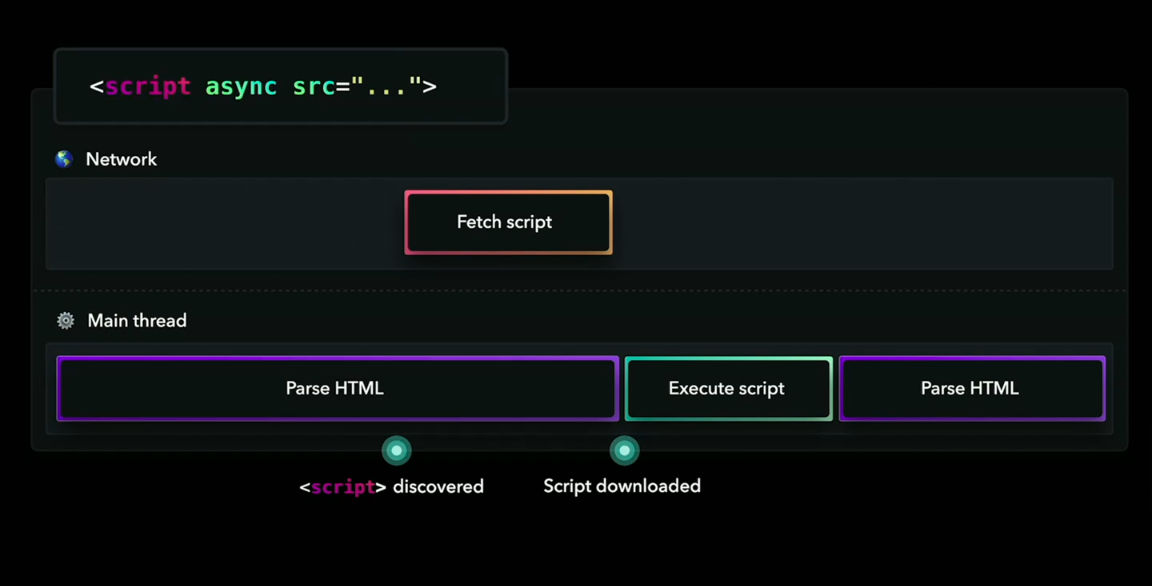 <script async src="...">
Network
Fetch script
Main thread
Parse HTML
Execute script
Parse HTML
<script> discovered
Script downloaded